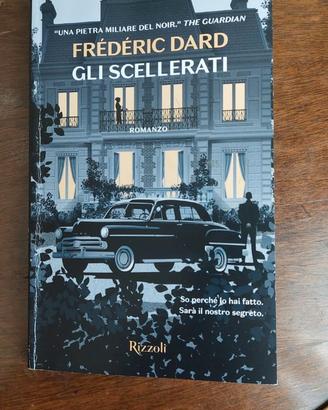 "UNA PIETRA MILIARE DEL NOIR." THE GUARDIAN
FRÉDÉRIC DARD
GLI SCELLERATI
ROMANZO
So perché lo hai fatto.
Sarà il nostro segreto.
Rizzoli